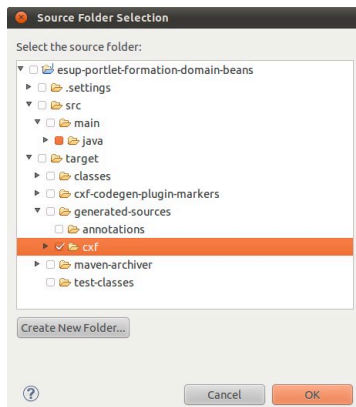 Source Folder Selection
Select the source folder:
esup-portlet-formation-domain-beans
.settings
src
main
java
target
classes
cxf-codegen-plugin-markers
generated-sources
annotations
cxf
maven-archiver
test-classes
Create New Folder...
Cancel OK